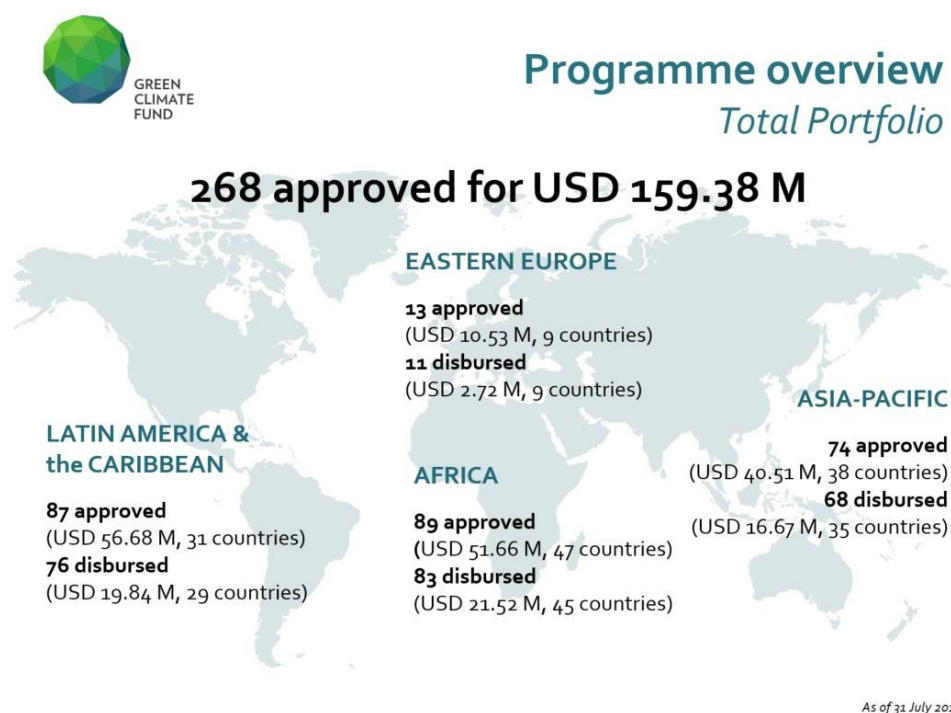 GREEN
CLIMATE
FUND
Programme overview
Total Portfolio
268 approved for USD 159.38 M
EASTERN EUROPE
13 approved
(USD 10.53 M, 9 countries)
11 disbursed
(USD 2.72 M, 9 countries)
ASIA-PACIFIC
74 approved
(USD 40.51 M, 38 countries)
68 disbursed
(USD 16.67 M, 35 countries)
LATIN AMERICA &
the CARIBBEAN
87 approved
(USD 56.68 M, 31 countries)
76 disbursed
(USD 19.84 M, 29 countries)
AFRICA
89 approved
(USD 51.66 M, 47 countries)
83 disbursed
(USD 21.52 M, 45 countries)
As of 31 July